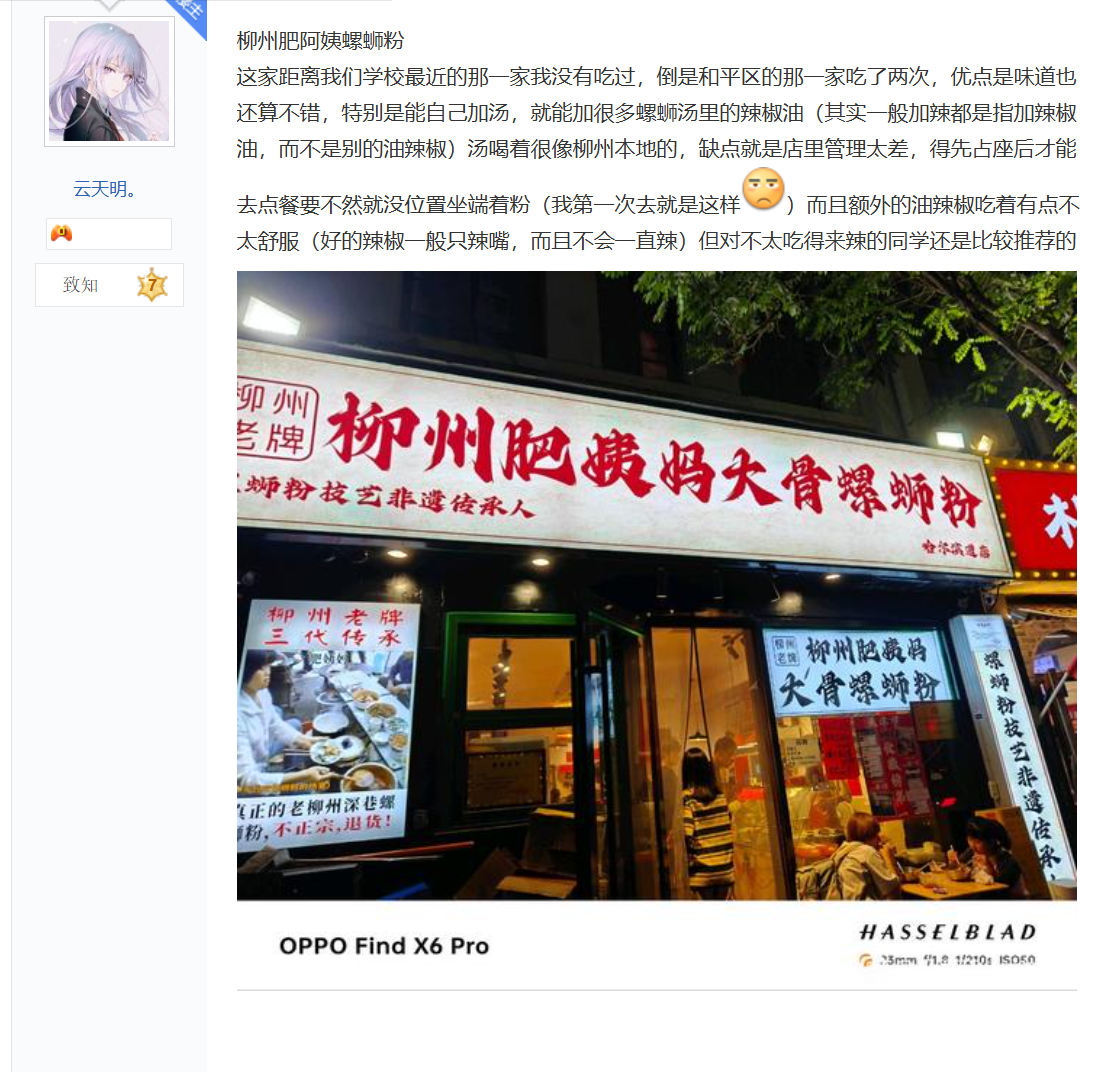 楼主
云天明。
致知
7
柳州肥阿姨螺蛳粉
这家距离我们学校最近的那一家我没有吃过，倒是和平区的那一家吃了两次，优点是味道也
还算不错，特别是能自己加汤，就能加很多螺蛳汤里的辣椒油（其实一般加辣都是指加辣椒
油，而不是别的油辣椒）汤喝着很像柳州本地的，缺点就是店里管理太差，得先占座后才能
去点餐要不然就没位置坐端着粉（我第一次去就是这样）而且额外的油辣椒吃着有点不
太舒服（好的辣椒一般只辣嘴，而且不会一直辣）但对不太吃得来辣的同学还是比较推荐的
柳州
老牌
柳州肥姨妈大骨螺蛳粉
蛳粉技艺非遗传承人
哈尔滨道店
柳州老牌
三代传承
肥姨妈
真正的老柳州深巷螺
蛳粉，不正宗，退货！
柳州
老牌
柳州肥姨妈
大骨螺蛳粉
螺蛳粉技艺非遗传承人
OPPO Find X6 Pro
HASSELBLAD
23mm f/1.8 1/210s ISO50